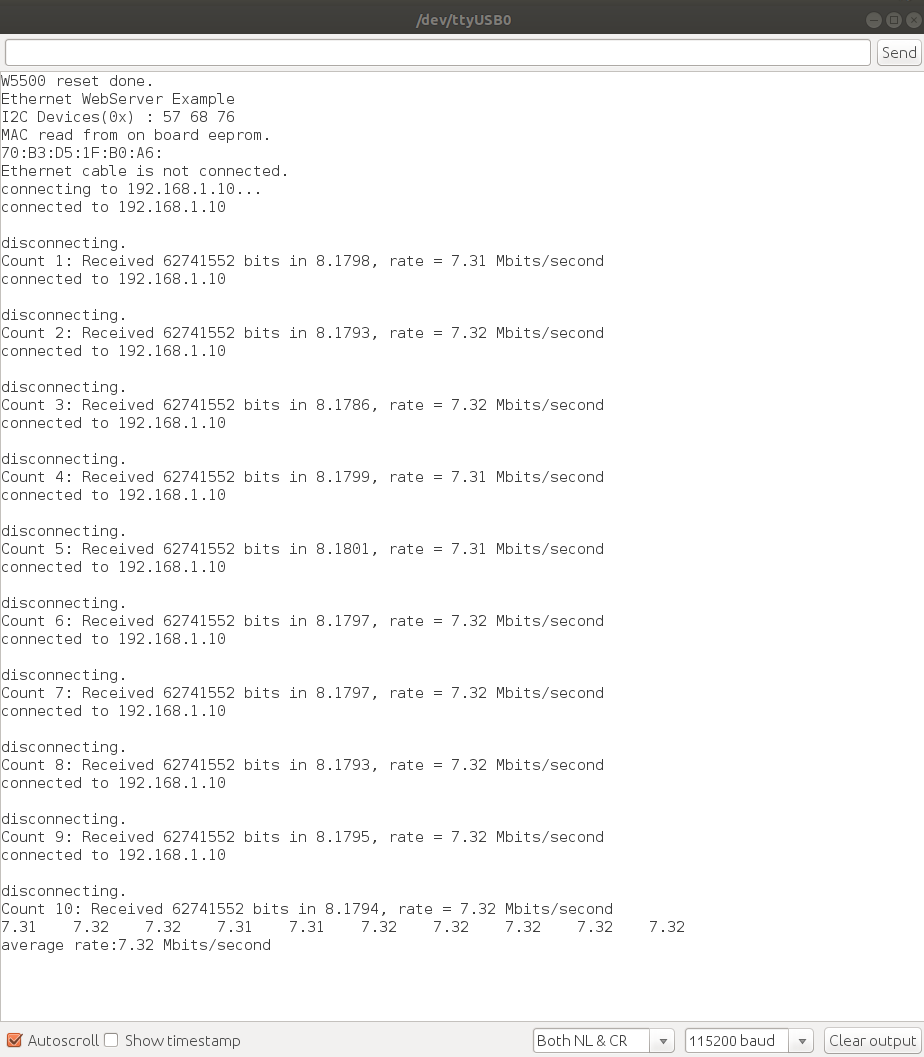 /dev/ttyUSB0
Send
W5500 reset done.
Ethernet WebServer Example
I2C Devices(0x) : 57 68 76
MAC read from on board eeprom.
70:B3:D5:1F:B0:A6:
Ethernet cable is not connected.
connecting to 192.168.1.10...
connected to 192.168.1.10
disconnecting.
Count 1: Received 62741552 bits in 8.1798, rate = 7.31 Mbits/second
connected to 192.168.1.10
disconnecting.
Count 2: Received 62741552 bits in 8.1793, rate = 7.32 Mbits/second
connected to 192.168.1.10
disconnecting.
Count 3: Received 62741552 bits in 8.1786, rate = 7.32 Mbits/second
connected to 192.168.1.10
disconnecting.
Count 4: Received 62741552 bits in 8.1799, rate = 7.31 Mbits/second
connected to 192.168.1.10
disconnecting.
Count 5: Received 62741552 bits in 8.1801, rate = 7.31 Mbits/second
connected to 192.168.1.10
disconnecting.
Count 6: Received 62741552 bits in 8.1797, rate = 7.32 Mbits/second
connected to 192.168.1.10
disconnecting.
Count 7: Received 62741552 bits in 8.1797, rate = 7.32 Mbits/second
connected to 192.168.1.10
disconnecting.
Count 8: Received 62741552 bits in 8.1793, rate = 7.32 Mbits/second
connected to 192.168.1.10
disconnecting.
Count 9: Received 62741552 bits in 8.1795, rate = 7.32 Mbits/second
connected to 192.168.1.10
disconnecting.
Count 10: Received 62741552 bits in 8.1794, rate = 7.32 Mbits/second
7.31 7.32 7.32 7.31 7.31 7.32 7.32 7.32 7.32 7.32
average rate:7.32 Mbits/second
Autoscroll Show timestamp Both NL & CR 115200 baud Clear output